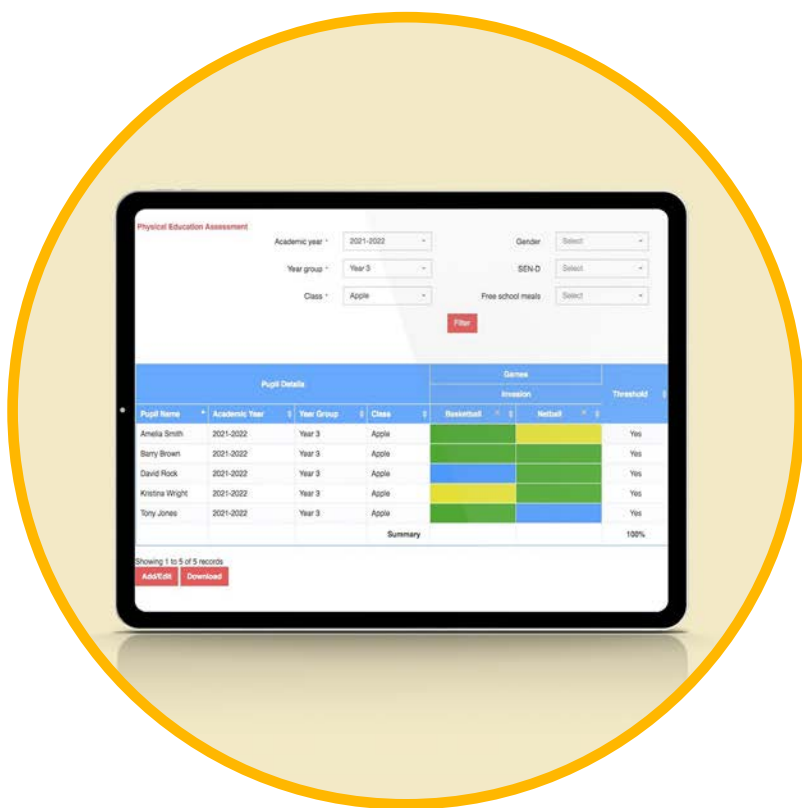 Physical Education Assessment
Academic year * 2021-2022 Gender Select
Year group * Year 3 SEN-D Select
Class * Apple Free school meals Select
Filter
Pupil Details Games Threshold
Invasion
Pupil Name Academic Year Year Group Class Basketball Netball
Amelia Smith 2021-2022 Year 3 Apple Yes
Barry Brown 2021-2022 Year 3 Apple Yes
David Rock 2021-2022 Year 3 Apple Yes
Kristina Wright 2021-2022 Year 3 Apple Yes
Tony Jones 2021-2022 Year 3 Apple Yes
Summary 100%
Showing 1 to 5 of 5 records
Add/Edit Download